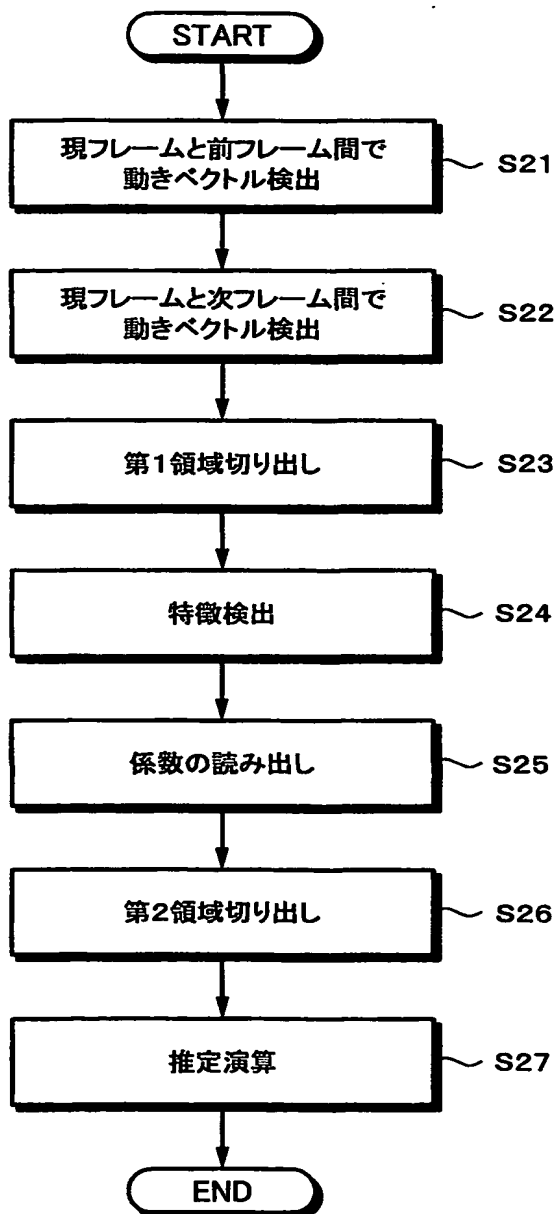 START
現フレームと前フレーム間で
動きベクトル検出
S21
現フレームと次フレーム間で
動きベクトル検出
S22
第1領域切り出し
S23
特徴検出
S24
係数の読み出し
S25
第2領域切り出し
S26
推定演算
S27
END